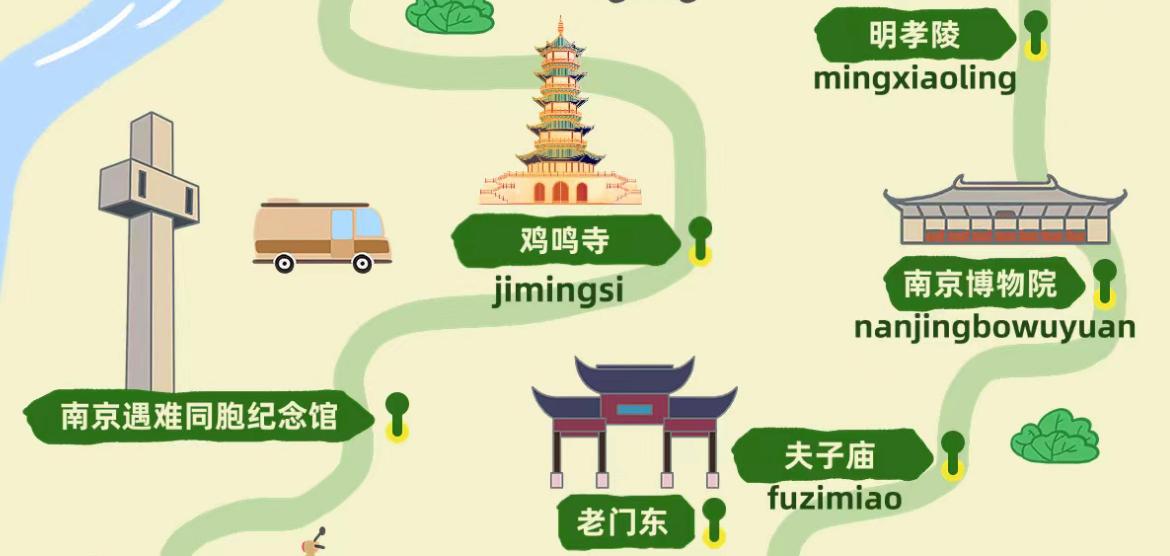 明孝陵
mingxiaoling
鸡鸣寺
jimingsi
南京博物院
nanjingbowuyuan
南京遇难同胞纪念馆
夫子庙
fuzimiao
老门东